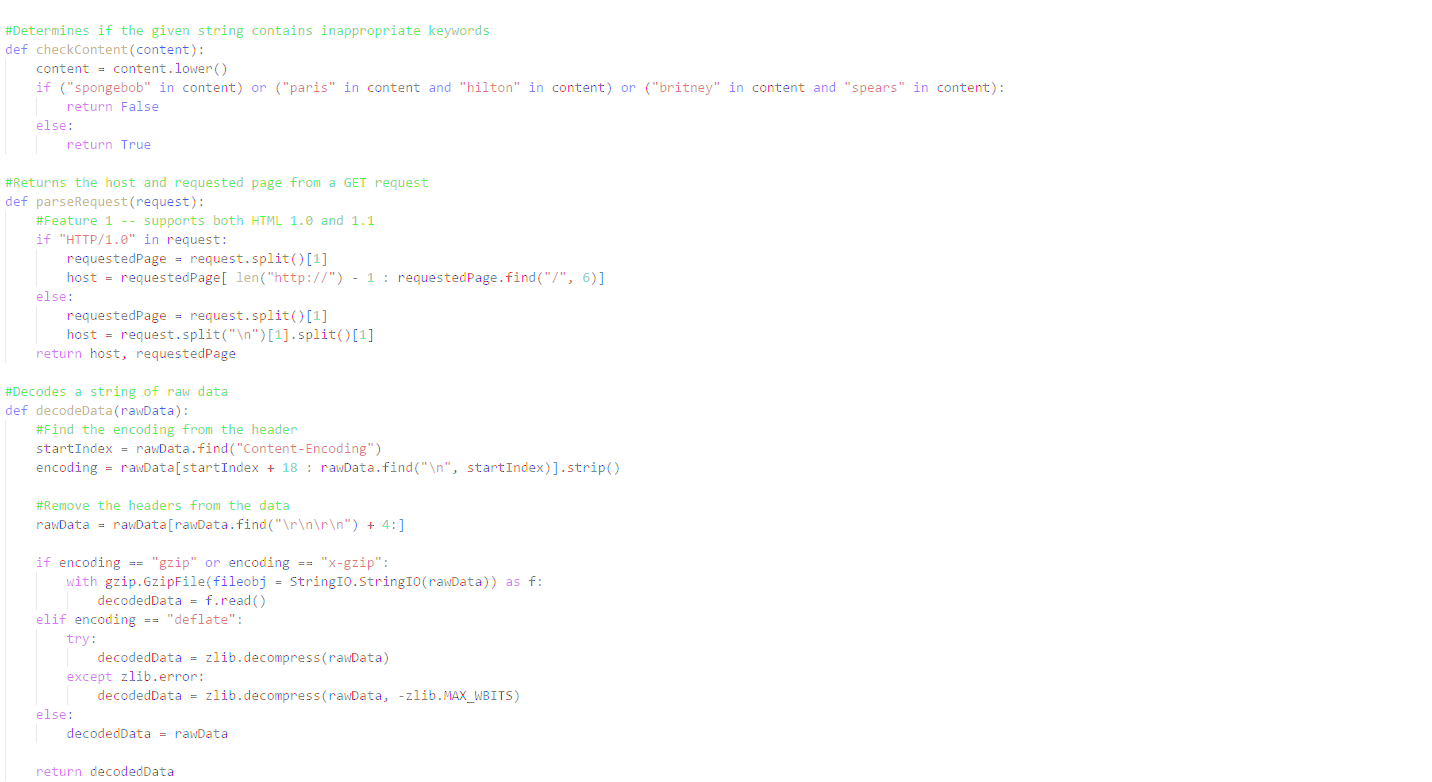 #Determines if the given string contains inappropriate keywords
def checkContent(content):
    content = content.lower()
    if ("spongebob" in content) or ("paris" in content and "hilton" in content) or ("britney" in content and "spears" in content):
        return False
    else:
        return True

#Returns the host and requested page from a GET request
def parseRequest(request):
    #Feature 1 -- supports both HTML 1.0 and 1.1
    if "HTTP/1.0" in request:
        requestedPage = request.split()[1]
        host = requestedPage[ len("http://") - 1 : requestedPage.find("/", 6)]
    else:
        requestedPage = request.split()[1]
        host = request.split("\n")[1].split()[1]
    return host, requestedPage

#Decodes a string of raw data
def decodeData(rawData):
    #Find the encoding from the header
    startIndex = rawData.find("Content-Encoding")
    encoding = rawData[startIndex + 18 : rawData.find("\n", startIndex)].strip()

    #Remove the headers from the data
    rawData = rawData[rawData.find("\r\n\r\n") + 4:]

    if encoding == "gzip" or encoding == "x-gzip":
        with gzip.GzipFile(fileobj = StringIO.StringIO(rawData)) as f:
            decodedData = f.read()
    elif encoding == "deflate":
        try:
            decodedData = zlib.decompress(rawData)
        except zlib.error:
            decodedData = zlib.decompress(rawData, -zlib.MAX_WBITS)
    else:
        decodedData = rawData

    return decodedData